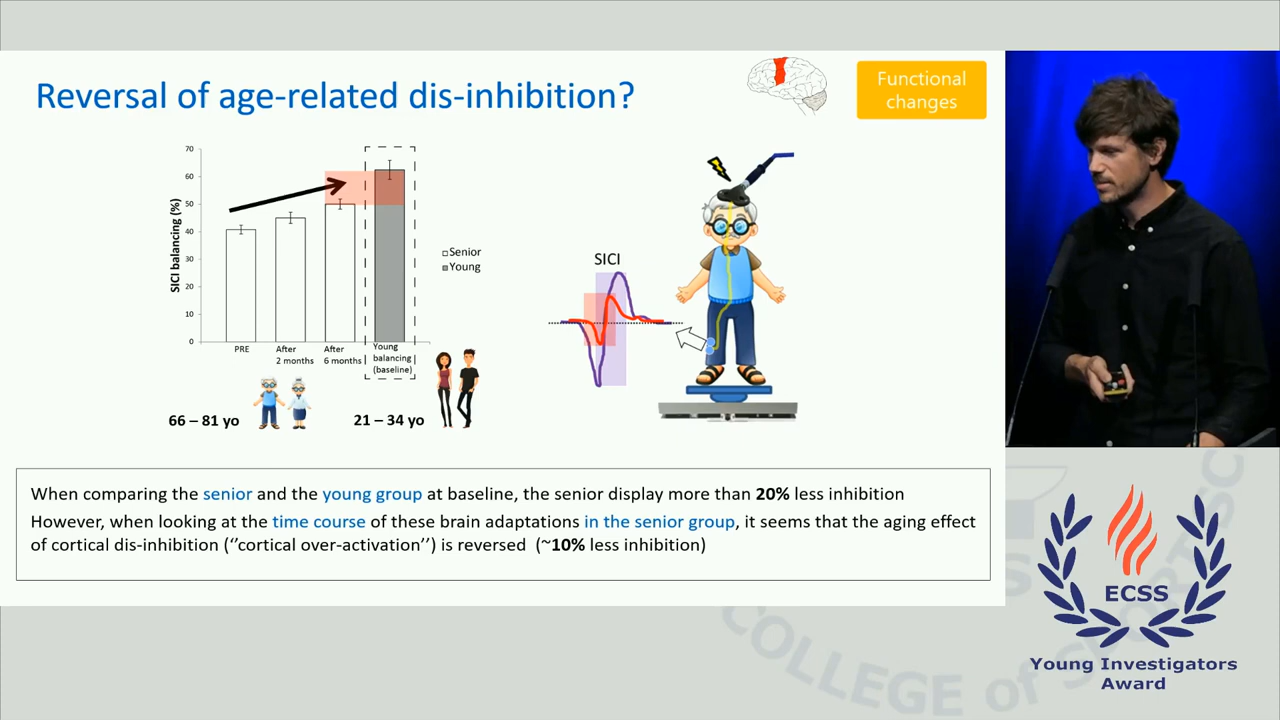 Reversal of age-related dis-inhibition?
Functional
changes
70
60
50
40
30
20
10
0
SICI balancing (%)
PRE
After
2 months
After
6 months
Young
balancing
(baseline)
Senior
Young
66 – 81 yo
21 – 34 yo
SICI
When comparing the senior and the young group at baseline, the senior display more than 20% less inhibition
However, when looking at the time course of these brain adaptations in the senior group, it seems that the aging effect
of cortical dis-inhibition (‘’cortical over-activation’’) is reversed (~10% less inhibition)
ECSS
Young Investigators
Award
COLLEGE of SPORT SC